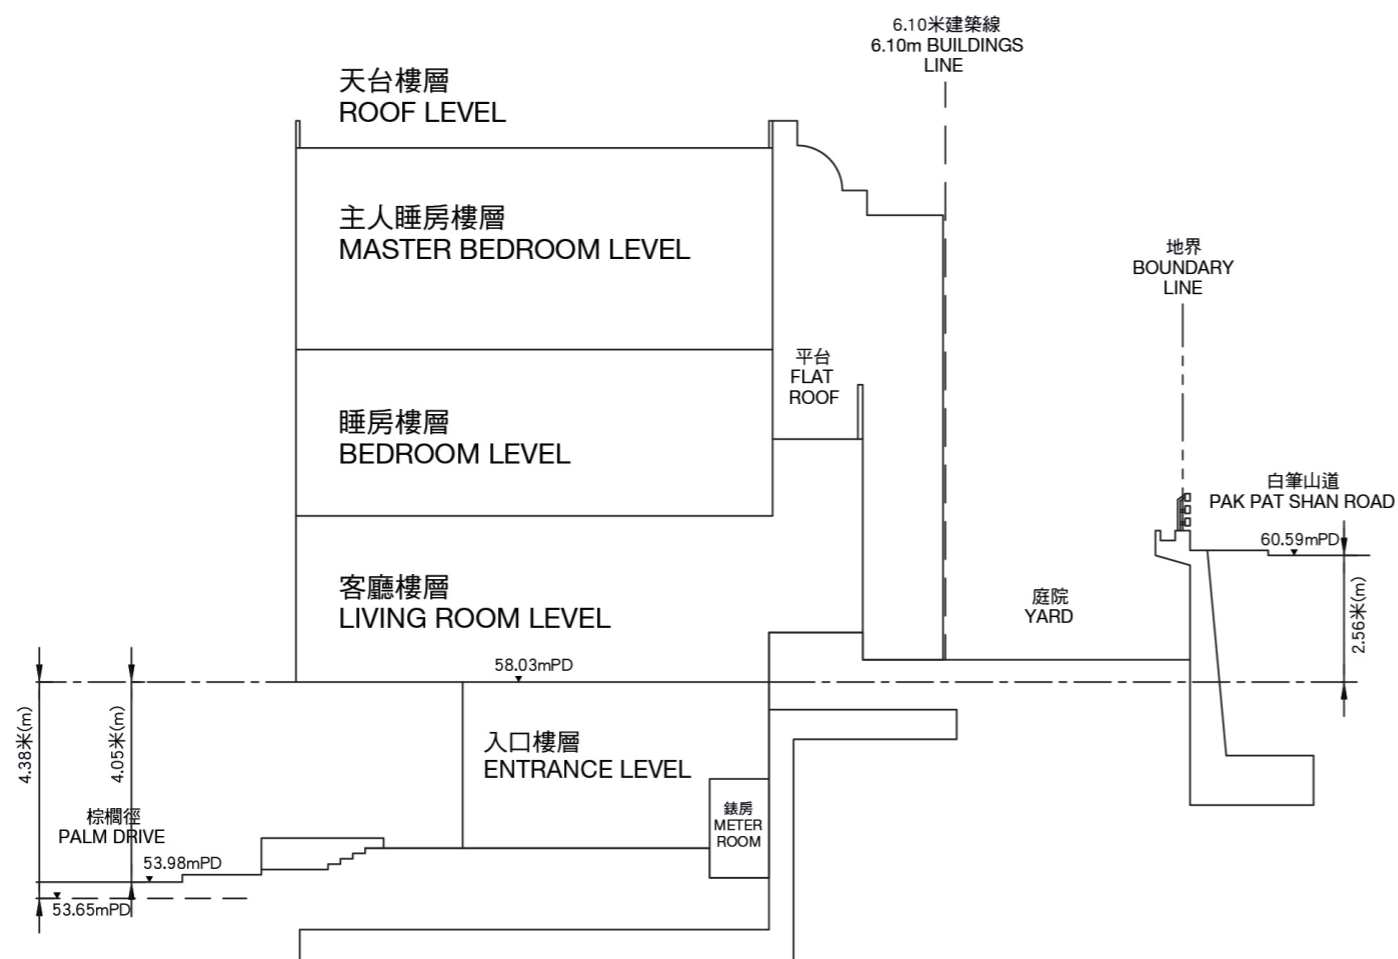 6.10米建築線
6.10m BUILDINGS
LINE
天台樓層
ROOF LEVEL
主人睡房樓層
MASTER BEDROOM LEVEL
地界
BOUNDARY
LINE
平台
FLAT
ROOF
睡房樓層
BEDROOM LEVEL
白筆山道
PAK PAT SHAN ROAD
60.59mPD
2.56米(m)
客廳樓層
LIVING ROOM LEVEL
庭院
YARD
58.03mPD
4.38米(m)
4.05米(m)
入口樓層
ENTRANCE LEVEL
錶房
METER
ROOM
棕櫚徑
PALM DRIVE
53.98mPD
53.65mPD